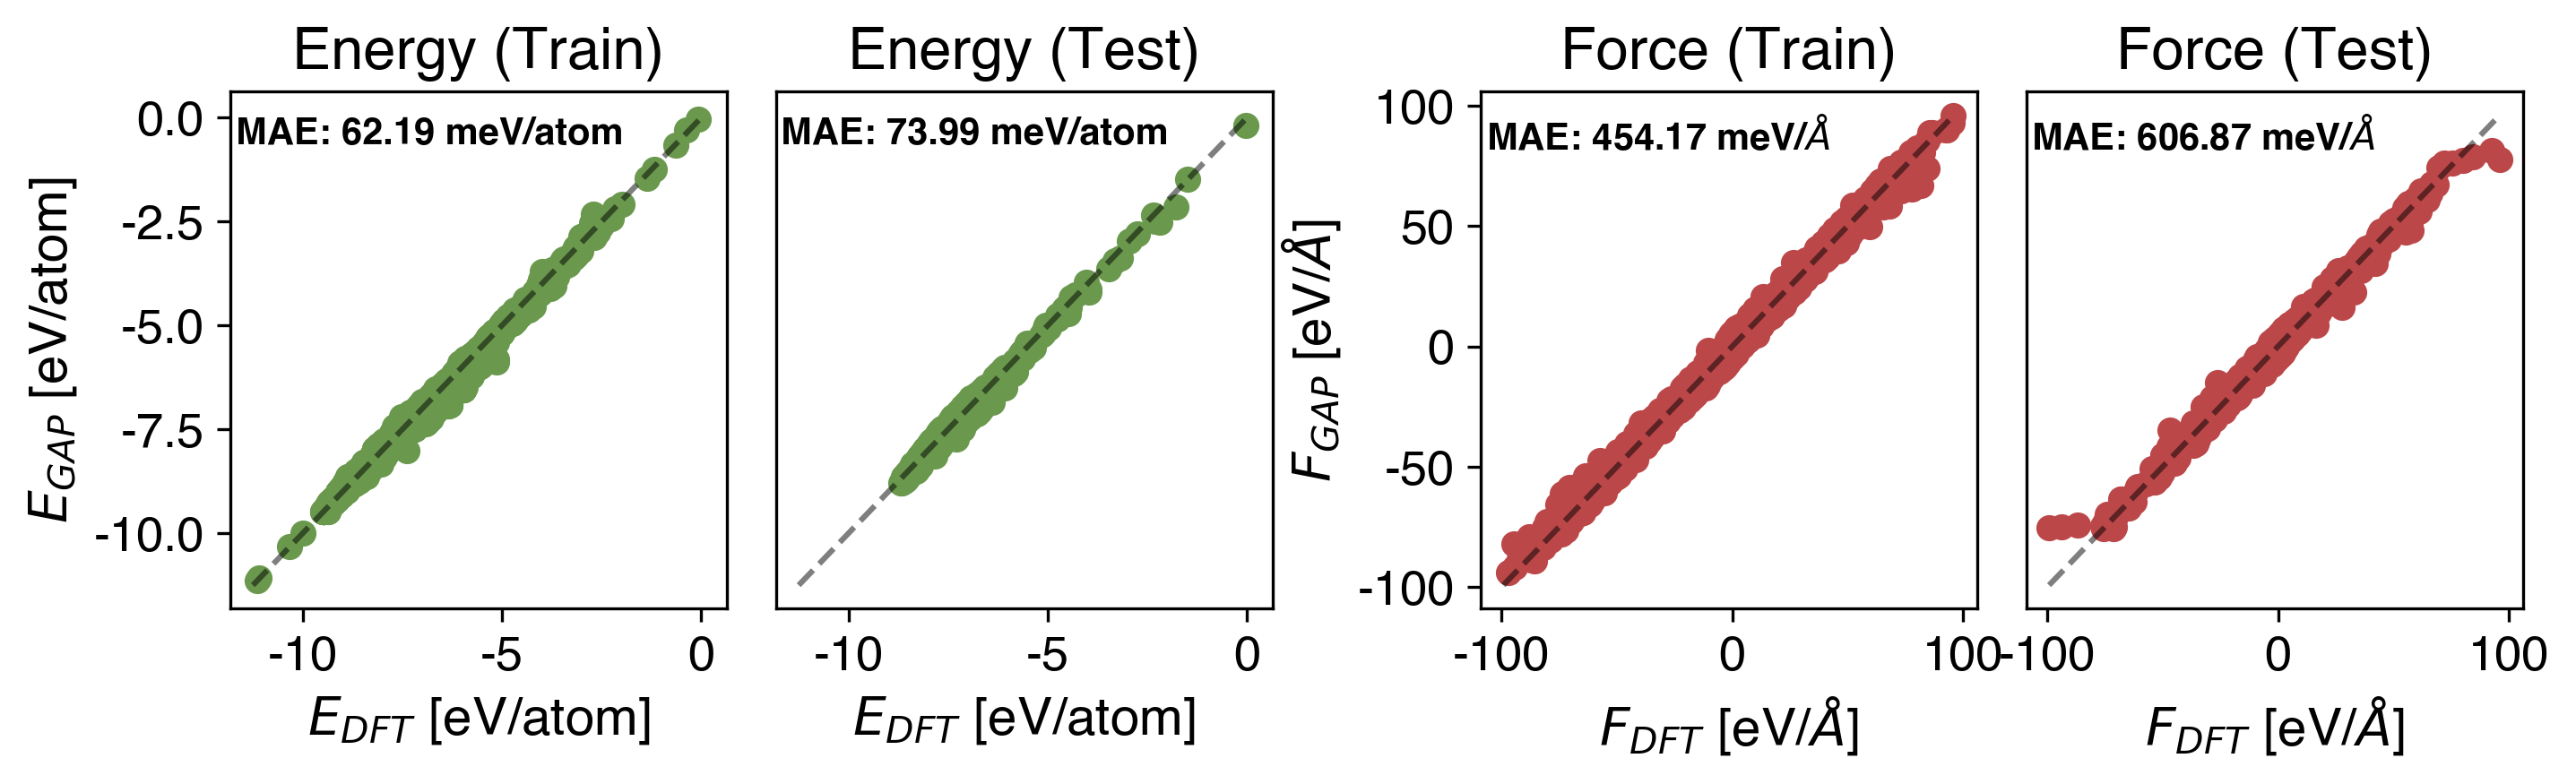 Energy (Train)
MAE: 62.19 meV/atom
0.0
-2.5
-5.0
-7.5
-10.0
E_GAP [eV/atom]
-10 -5 0
E_DFT [eV/atom]
Energy (Test)
MAE: 73.99 meV/atom
-10 -5 0
E_DFT [eV/atom]
Force (Train)
MAE: 454.17 meV/Å
100
50
0
-50
-100
F_GAP [eV/Å]
-100 0 100
F_DFT [eV/Å]
Force (Test)
MAE: 606.87 meV/Å
-100 0 100
F_DFT [eV/Å]